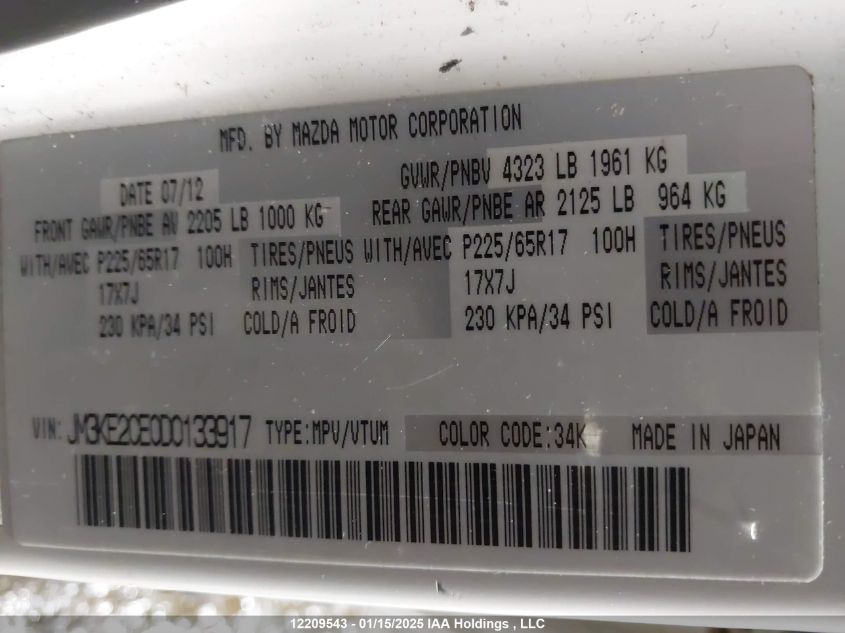 MFD. BY MAZDA MOTOR CORPORATION
DATE 07/12
GVWR/PNBV 4323 LB 1961 KG
FRONT GAWR/PNBE AV 2205 LB 1000 KG
REAR GAWR/PNBE AR 2125 LB 964 KG
WITH/AVEC P225/65R17 100H TIRES/PNEUS WITH/AVEC P225/65R17 100H TIRES/PNEUS
17X7J RIMS/JANTES 17X7J RIMS/JANTES
230 KPA/34 PSI COLD/A FROID 230 KPA/34 PSI COLD/A FROID
VIN: JM3KE2CE0D0133917 TYPE:MPV/VTUM COLOR CODE:34K MADE IN JAPAN
12209543 - 01/15/2025 IAA Holdings , LLC